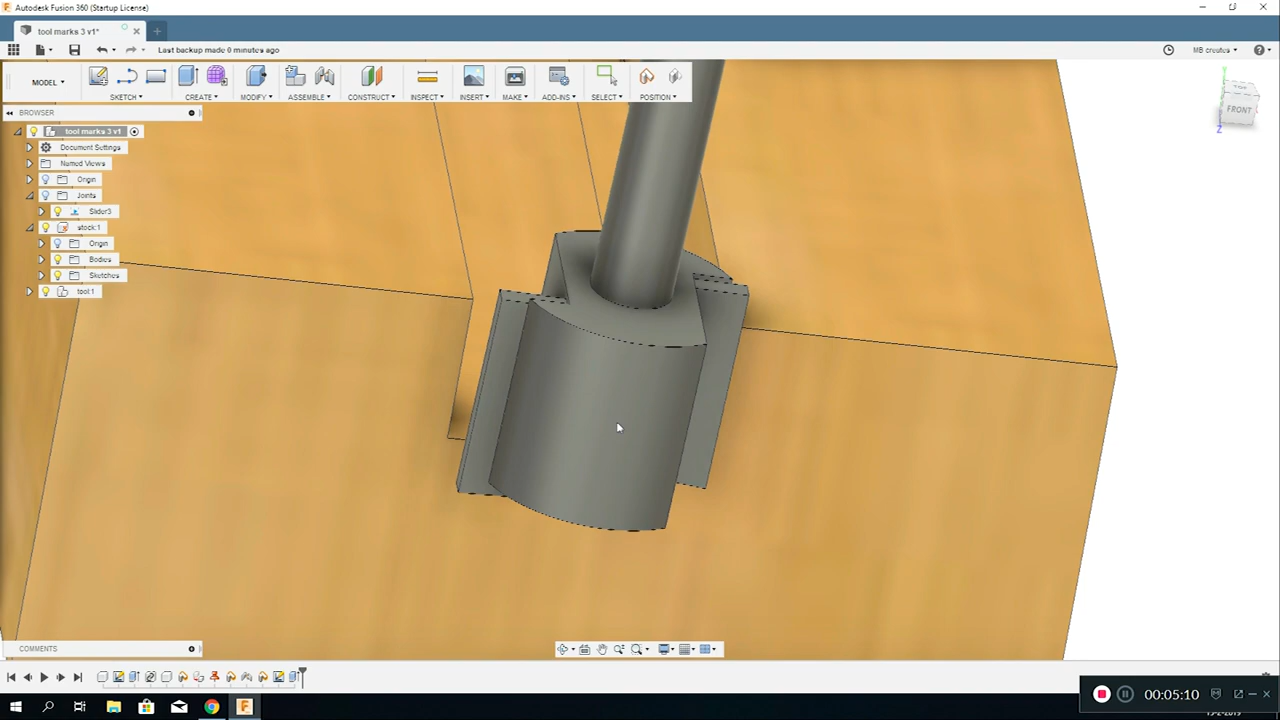 Autodesk Fusion 360 (Startup License)
tool marks 3 v1*
Last backup made 0 minutes ago
MB creates
MODEL
SKETCH
CREATE
MODIFY
ASSEMBLE
CONSTRUCT
INSPECT
INSERT
MAKE
ADD-INS
SELECT
POSITION
TOP
FRONT
Z
BROWSER
tool marks 3 v1
Document Settings
Named Views
Origin
Joints
Slider3
stock:1
Origin
Bodies
Sketches
tool:1
COMMENTS
00:05:10